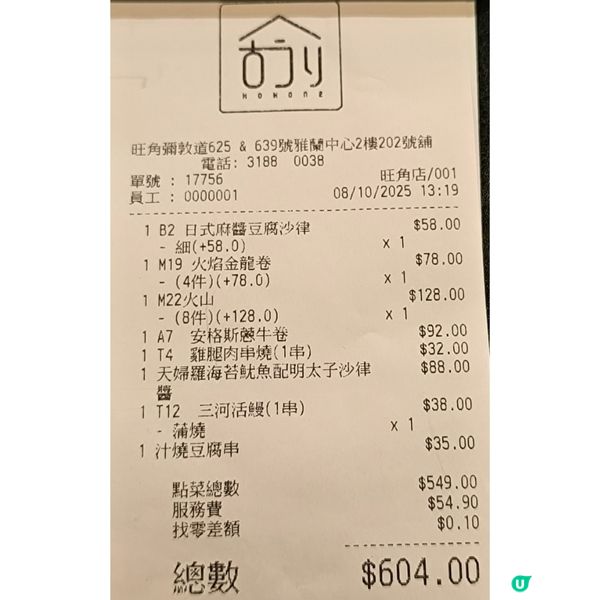 古うり
KOKONE
旺角彌敦道625 & 639號雅蘭中心2樓202號舖
電話: 3188 0038
單號 : 17756 旺角店/001
員工 : 0000001 08/10/2025 13:19
1 B2 日式麻醬豆腐沙律 $58.00
- 細(+58.0) x 1
1 M19 火焰金龍卷 $78.00
- (4件)(+78.0) x 1
1 M22火山 $128.00
- (8件)(+128.0) x 1
1 A7 安格斯蔥牛卷 $92.00
1 T4 雞腿肉串燒(1串) $32.00
1 天婦羅海苔魷魚配明太子沙律 $88.00
醬
1 T12 三河活鰻(1串) $38.00
- 蒲燒 x 1
1 汁燒豆腐串 $35.00
點菜總數 $549.00
服務費 $54.90
找零差額 $0.10
總數 $604.00
U